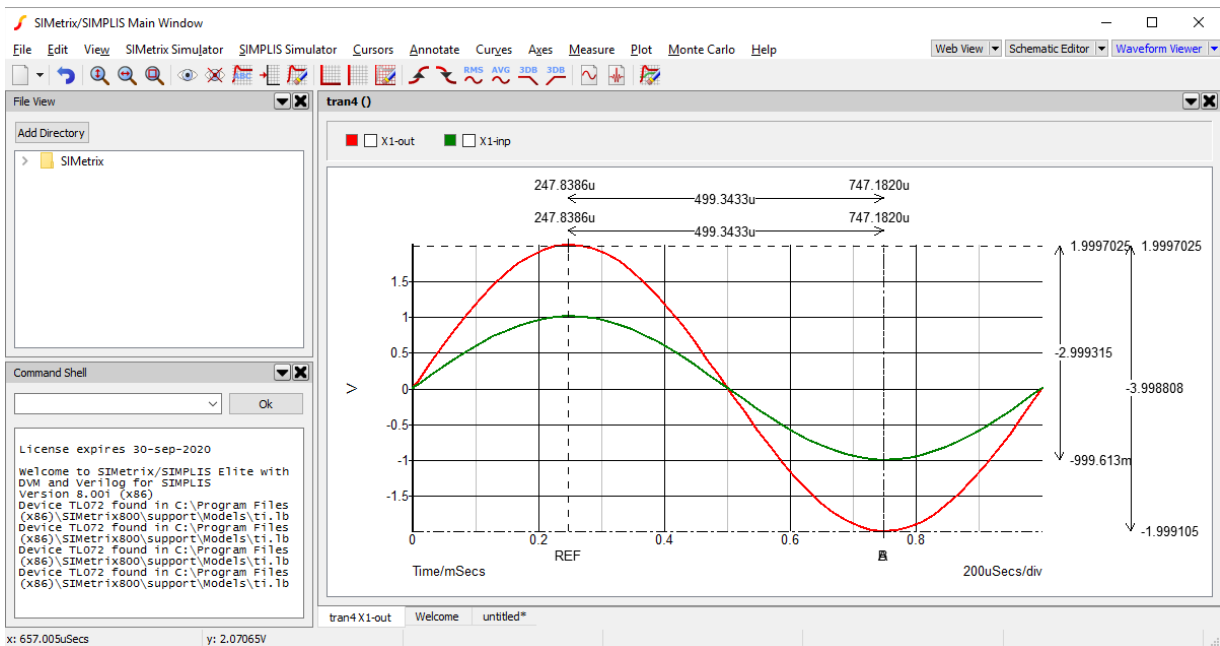 SIMetrix/SIMPLIS Main Window
File Edit View SIMetrix Simulator SIMPLIS Simulator Cursors Annotate Curves Axes Measure Plot Monte Carlo Help
Web View Schematic Editor Waveform Viewer
ABC RMS AVG 3DB 3DB
File View
Add Directory
SIMetrix
Command Shell
Ok
License expires 30-sep-2020
Welcome to SIMetrix/SIMPLIS Elite with
DVM and Verilog for SIMPLIS
Version 8.00i (x86)
Device TL072 found in C:\Program Files
(x86)\SIMetrix800\support\Models\ti.lb
Device TL072 found in C:\Program Files
(x86)\SIMetrix800\support\Models\ti.lb
Device TL072 found in C:\Program Files
(x86)\SIMetrix800\support\Models\ti.lb
Device TL072 found in C:\Program Files
(x86)\SIMetrix800\support\Models\ti.lb
tran4 ()
X1-out X1-inp
247.8386u 747.1820u
499.3433u
247.8386u 747.1820u
499.3433u
1.9997025 1.9997025
1.5
1
0.5
-2.999315
V 0 -3.998808
-0.5
-1 -999.613m
-1.5
-1.999105
0 0.2 0.4 0.6 0.8
REF
Time/mSecs 200uSecs/div
tran4 X1-out Welcome untitled*
x: 657.005uSecs y: 2.07065V